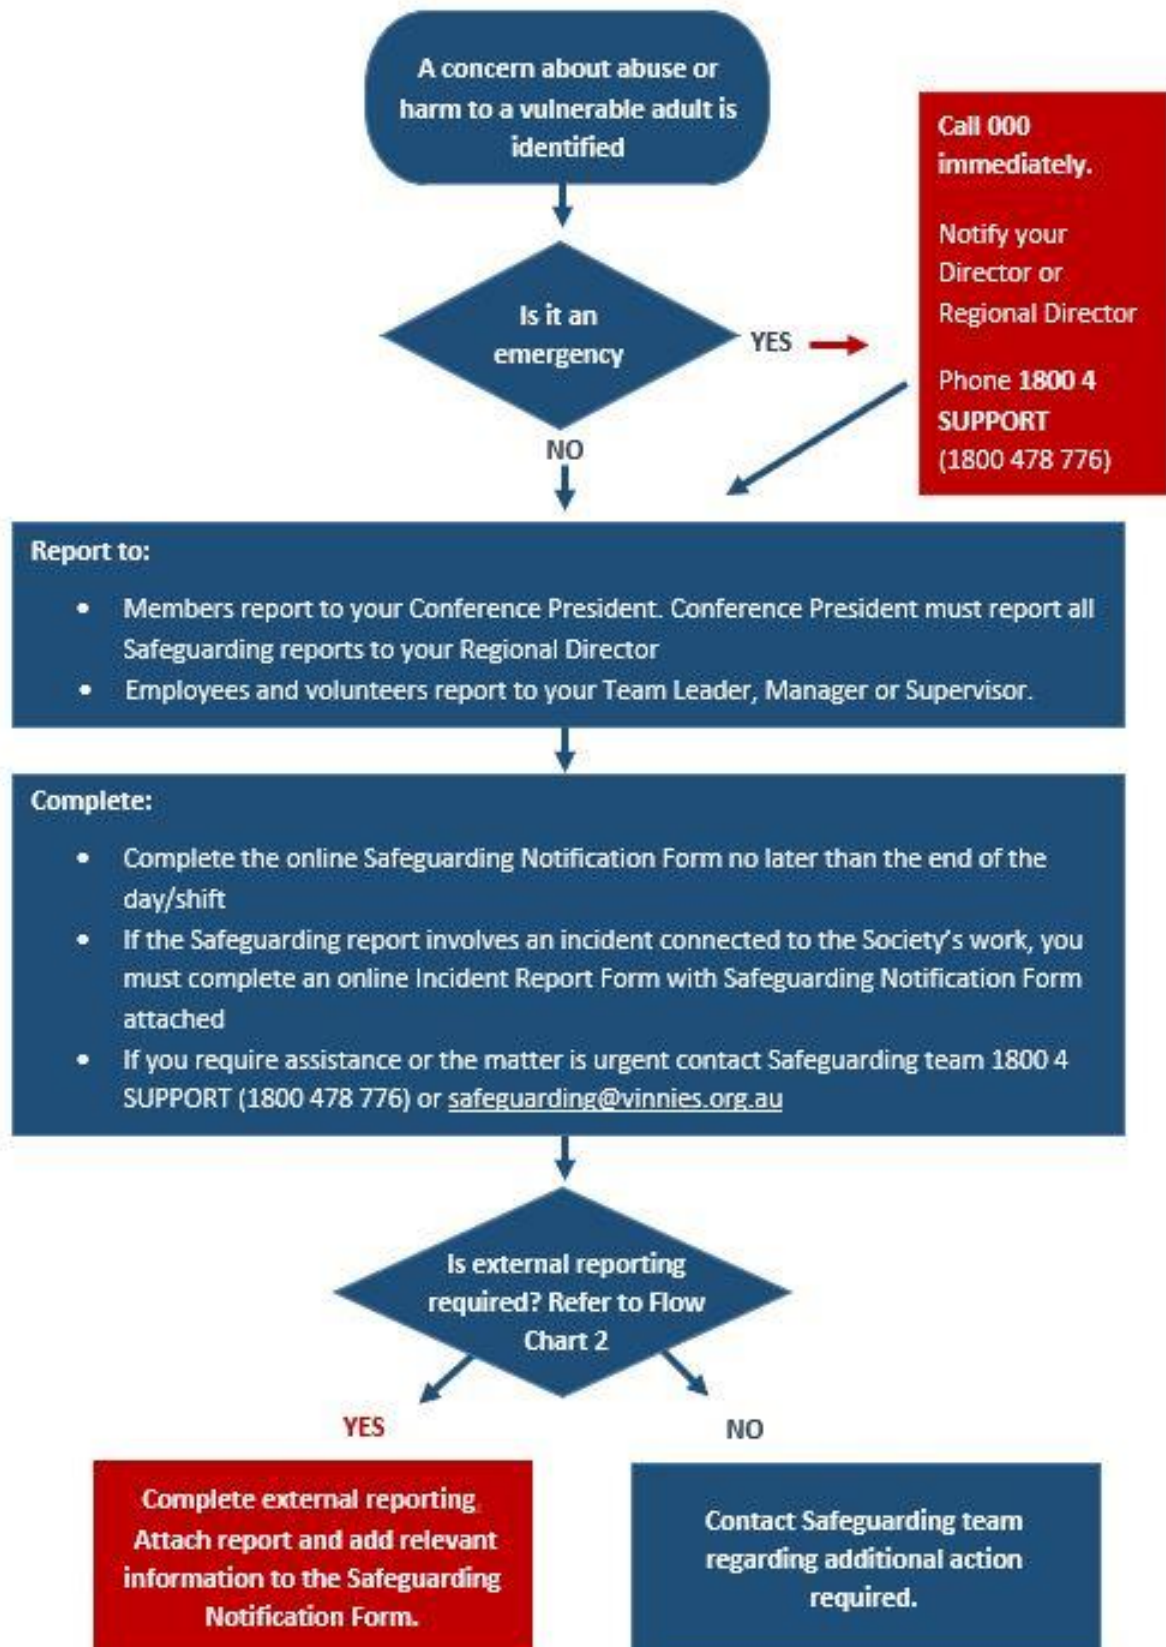 A concern about abuse or
harm to a vulnerable adult is
identified
Call 000
immediately.
Notify your
Director or
Regional Director
Phone 1800 4
SUPPORT
(1800 478 776)
Is it an
emergency
YES
NO
Report to:
• Members report to your Conference President. Conference President must report all
Safeguarding reports to your Regional Director
• Employees and volunteers report to your Team Leader, Manager or Supervisor.
Complete:
• Complete the online Safeguarding Notification Form no later than the end of the
day/shift
• If the Safeguarding report involves an incident connected to the Society's work, you
must complete an online Incident Report Form with Safeguarding Notification Form
attached
• If you require assistance or the matter is urgent contact Safeguarding team 1800 4
SUPPORT (1800 478 776) or safeguarding@vinnies.org.au
Is external reporting
required? Refer to Flow
Chart 2
YES
NO
Complete external reporting
Attach report and add relevant
information to the Safeguarding
Notification Form.
Contact Safeguarding team
regarding additional action
required.